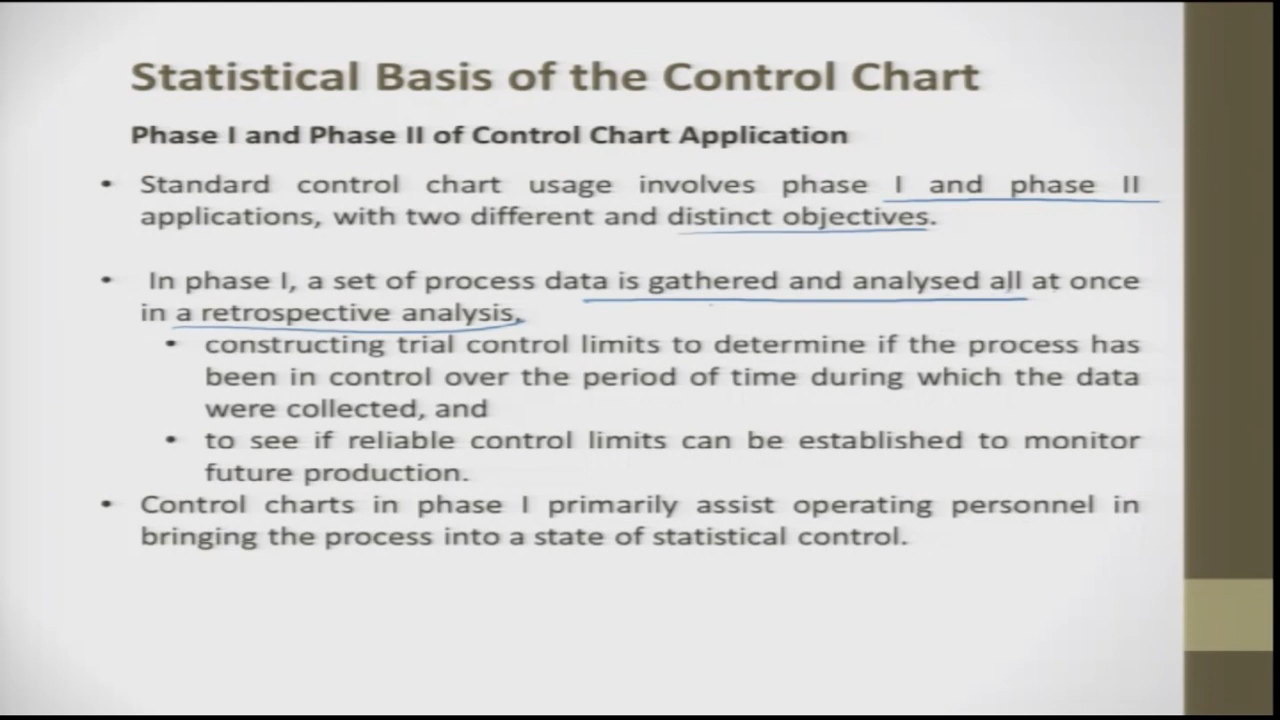 Statistical Basis of the Control Chart
Phase I and Phase II of Control Chart Application
• Standard control chart usage involves phase I and phase II
applications, with two different and distinct objectives.
• In phase I, a set of process data is gathered and analysed all at once
in a retrospective analysis,
• constructing trial control limits to determine if the process has
been in control over the period of time during which the data
were collected, and
• to see if reliable control limits can be established to monitor
future production.
• Control charts in phase I primarily assist operating personnel in
bringing the process into a state of statistical control.